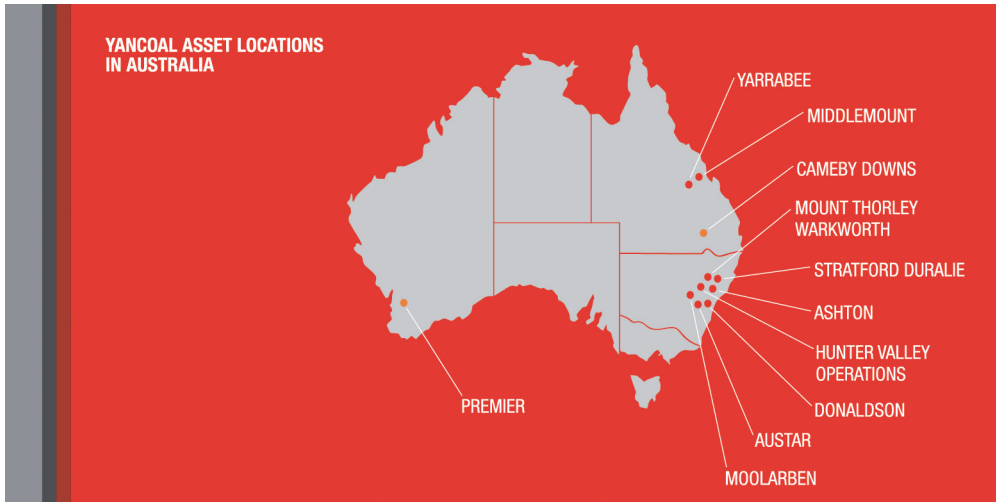 YANCOAL ASSET LOCATIONS
IN AUSTRALIA
YARRABEE
MIDDLEMOUNT
CAMEBY DOWNS
MOUNT THORLEY
WARKWORTH
STRATFORD DURALIE
ASHTON
HUNTER VALLEY
OPERATIONS
DONALDSON
AUSTAR
MOOLARBEN
PREMIER